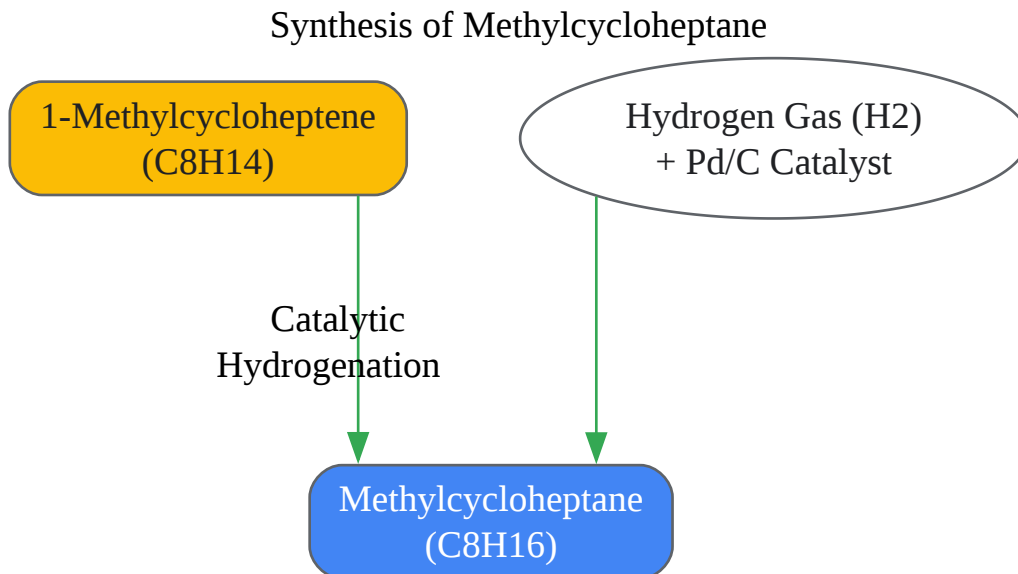 Synthesis of Methylcycloheptane
1-Methylcycloheptene
(C8H14)
Hydrogen Gas (H2)
+ Pd/C Catalyst
Catalytic
Hydrogenation
Methylcycloheptane
(C8H16)